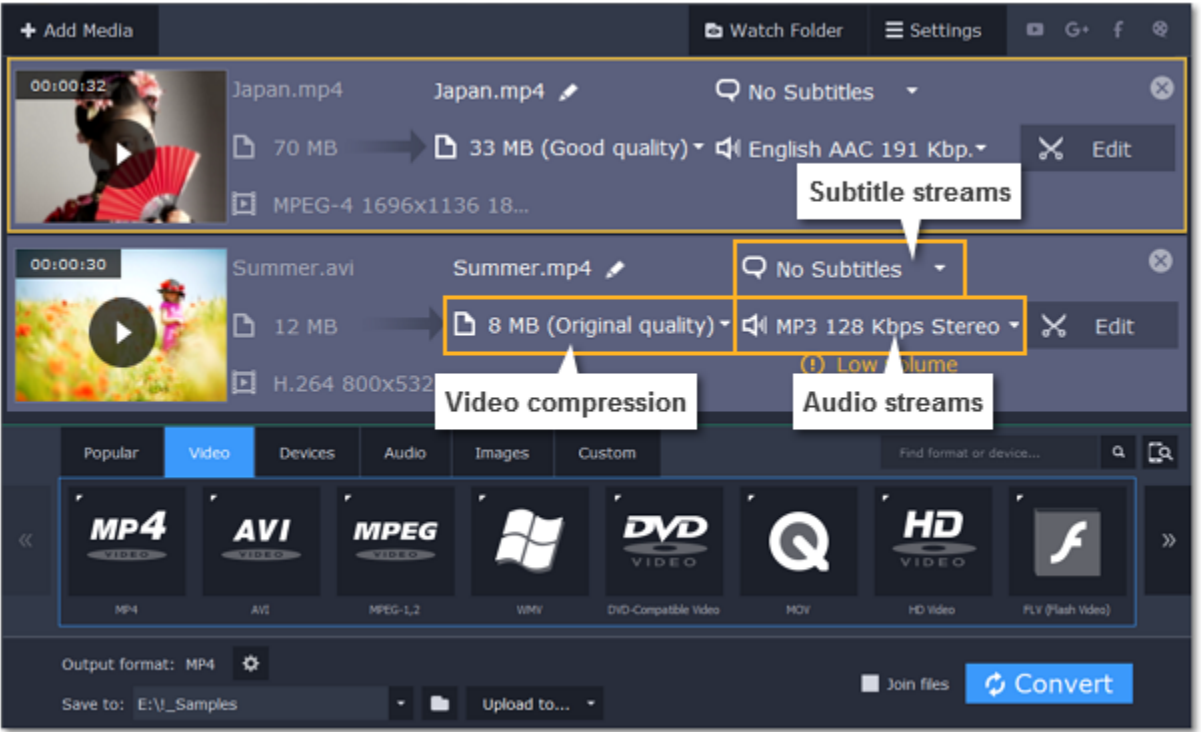 Add Media
Watch Folder
Settings
G+
f
00:00:32
Japan.mp4
Japan.mp4
No Subtitles
70 MB
33 MB (Good quality)
English AAC 191 Kbp.
Edit
MPEG-4 1696x1136 18...
Subtitle streams
00:00:30
Summer.avi
Summer.mp4
No Subtitles
12 MB
8 MB (Original quality)
MP3 128 Kbps Stereo
Edit
H.264 800x532
Video compression
Audio streams
Popular
Video
Devices
Audio
Images
Custom
Find format or device...
«
MP4
VIDEO
AVI
VIDEO
MPEG
VIDEO
DVD
VIDEO
HD
VIDEO
f
»
MP4
AVI
MPEG-1,2
WMV
DVD-Compatible Video
MOV
HD Video
FLV (Flash Video)
Output format: MP4
Join files
Convert
Save to: E:\!_Samples
Upload to...